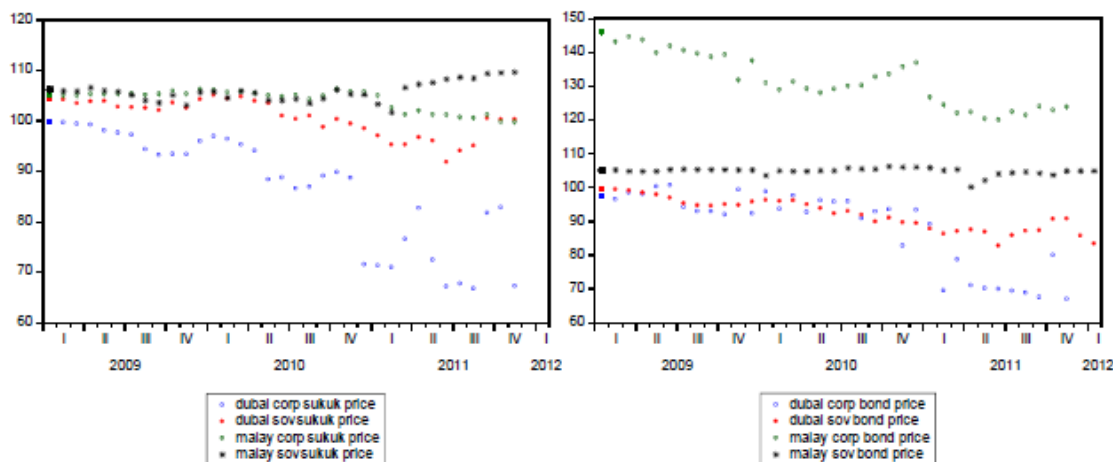 120
110
100
90
80
70
60
I II III IV I II III IV I II III IV I
2009 2010 2011 2012
dubai corp sukuk price
dubai sov sukuk price
malay corp sukuk price
malay sov sukuk price
150
140
130
120
110
100
90
80
70
60
I II III IV I II III IV I II III IV I
2009 2010 2011 2012
dubai corp bond price
dubai sov bond price
malay corp bond price
malay sov bond price